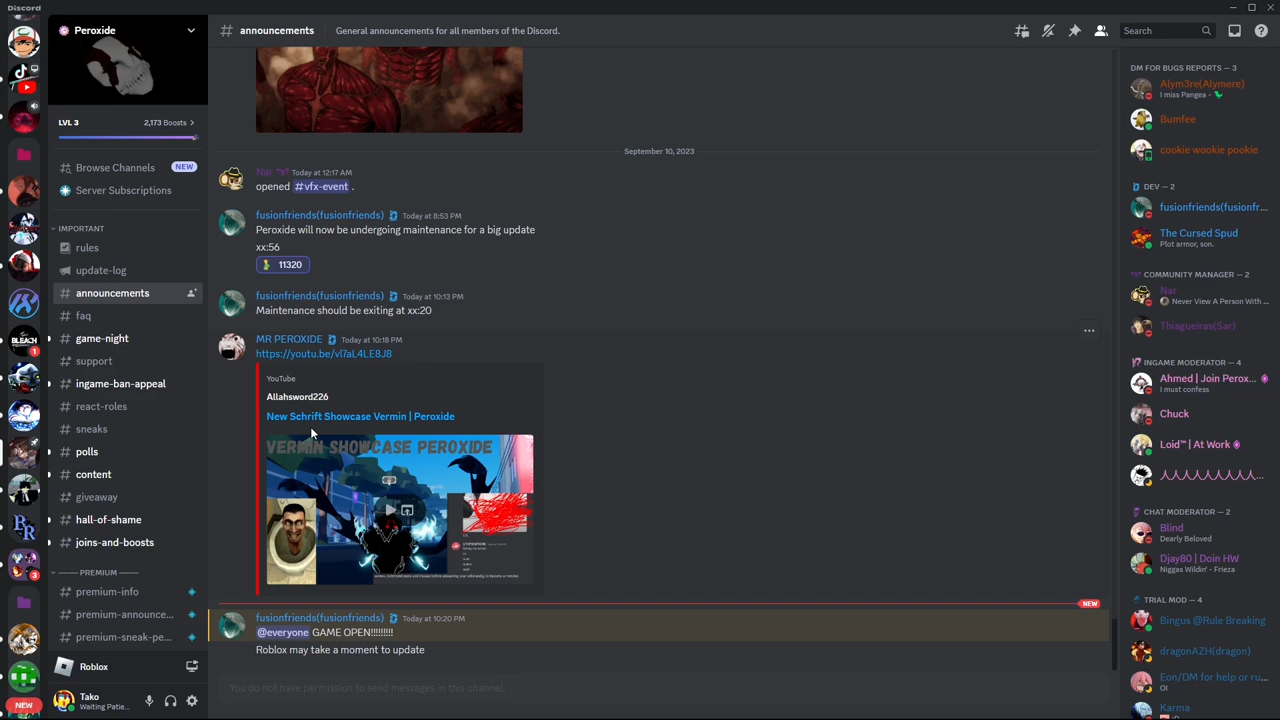 Discord
Peroxide
# announcements
General announcements for all members of the Discord.
Search
LVL 3
2,173 Boosts
Browse Channels
NEW
Server Subscriptions
IMPORTANT
rules
update-log
announcements
faq
game-night
support
ingame-ban-appeal
react-roles
sneaks
polls
content
giveaway
hall-of-shame
joins-and-boosts
PREMIUM
premium-info
premium-announce...
premium-sneak-pe...
Roblox
Tako
Waiting Patie...
BLEACH
1
BR
3
NEW
September 10, 2023
Nar Today at 12:17 AM
opened #vfx-event .
fusionfriends(fusionfriends) Today at 8:53 PM
Peroxide will now be undergoing maintenance for a big update
xx:56
11320
fusionfriends(fusionfriends) Today at 10:13 PM
Maintenance should be exiting at xx:20
MR PEROXIDE Today at 10:18 PM
https://youtu.be/vl7aL4LE8J8
YouTube
Allahsword226
New Schrift Showcase Vermin | Peroxide
VERMIN SHOWCASE PEROXIDE
NEW
fusionfriends(fusionfriends) Today at 10:20 PM
@everyone GAME OPEN!!!!!!!!!
Roblox may take a moment to update
You do not have permission to send messages in this channel.
DM FOR BUGS REPORTS — 3
Alym3re(Alymere)
I miss Pangea -
Bumfee
cookie wookie pookie
DEV — 2
fusionfriends(fusionfr...
The Cursed Spud
Plot armor, son.
COMMUNITY MANAGER — 2
Nar
Never View A Person With ...
Thiagueiras(5ar)
INGAME MODERATOR — 4
Ahmed | Join Perox...
I must confess
Chuck
Loid™ | At Work
CHAT MODERATOR — 2
Blind
Dearly Beloved
Djay80 | Doin HW
Niggas Wildin' - Frieza
TRIAL MOD — 4
Bingus @Rule Breaking
dragonAZH(dragon)
Eon/DM for help or ru...
Oi
Karma